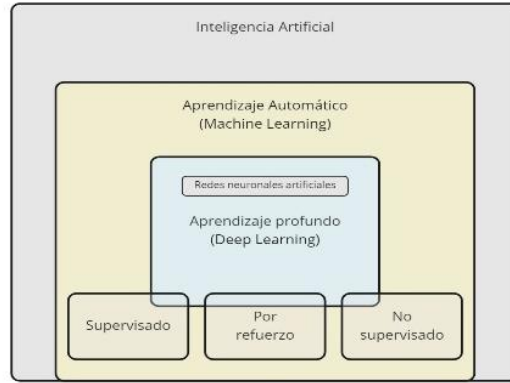 Inteligencia Artificial
Aprendizaje Automático
(Machine Learning)
Redes neuronales artificiales
Aprendizaje profundo
(Deep Learning)
Supervisado
Por
refuerzo
No
supervisado